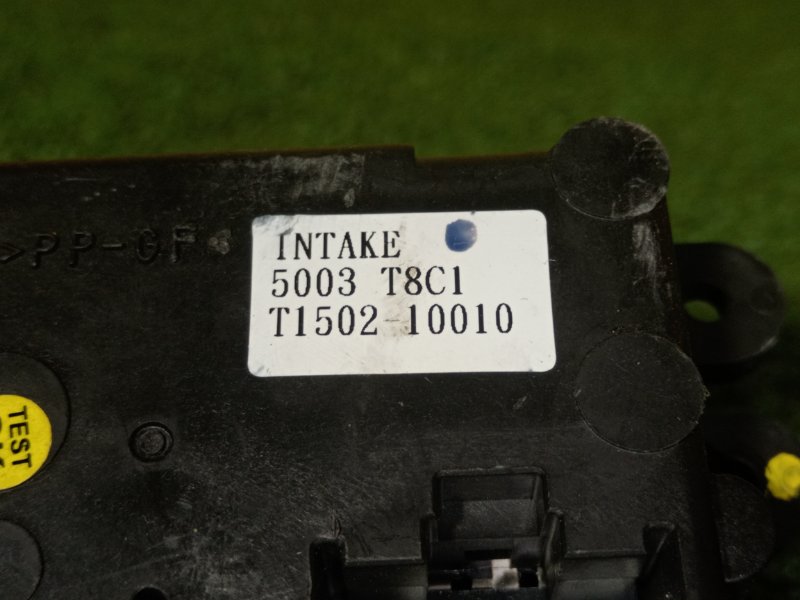 INTAKE
5003 T8C1
T1502-10010
>PP-GF
TEST